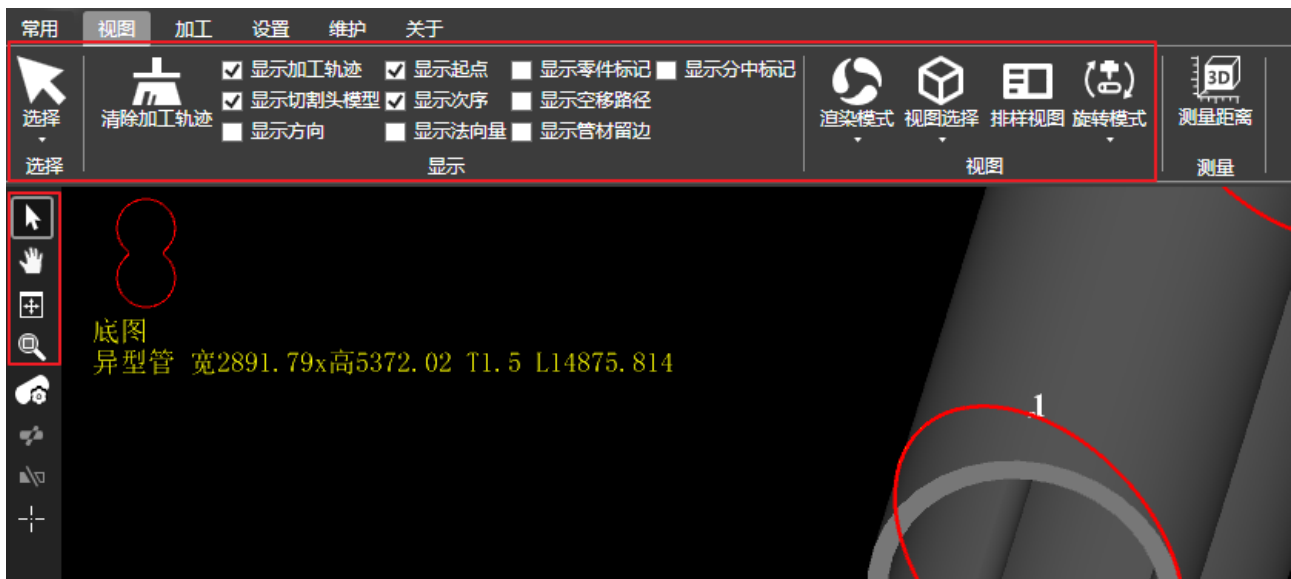 常用 视图 加工 设置 维护 关于
显示加工轨迹 显示起点 显示零件标记 显示分中标记
显示切割头模型 显示次序 显示空移路径
选择 清除加工轨迹 渲染模式 视图选择 排样视图 旋转模式 3D 测量距离
显示方向 显示法向量 显示管材留边
选择 显示 视图 测量
底图
异型管 宽2891.79x高5372.02 T1.5 L14875.814
1